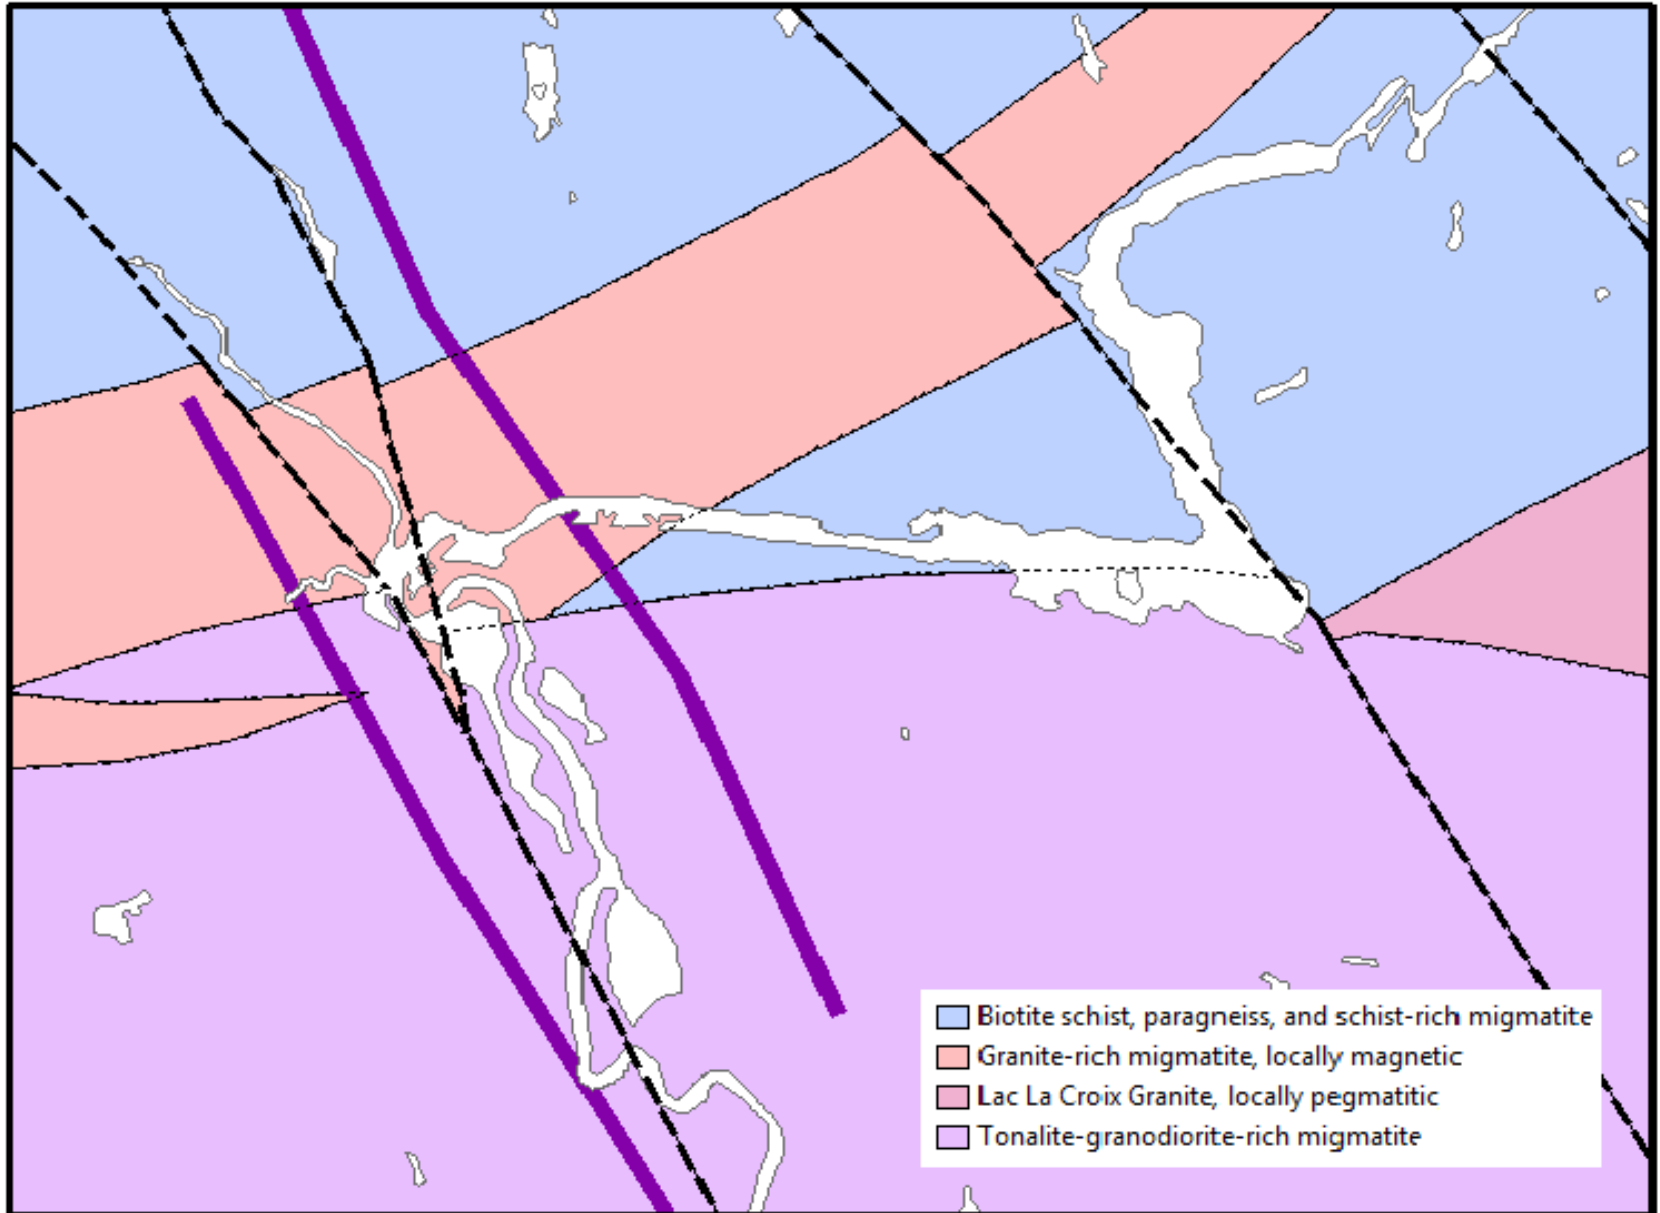 Biotite schist, paragneiss, and schist-rich migmatite
Granite-rich migmatite, locally magnetic
Lac La Croix Granite, locally pegmatitic
Tonalite-granodiorite-rich migmatite